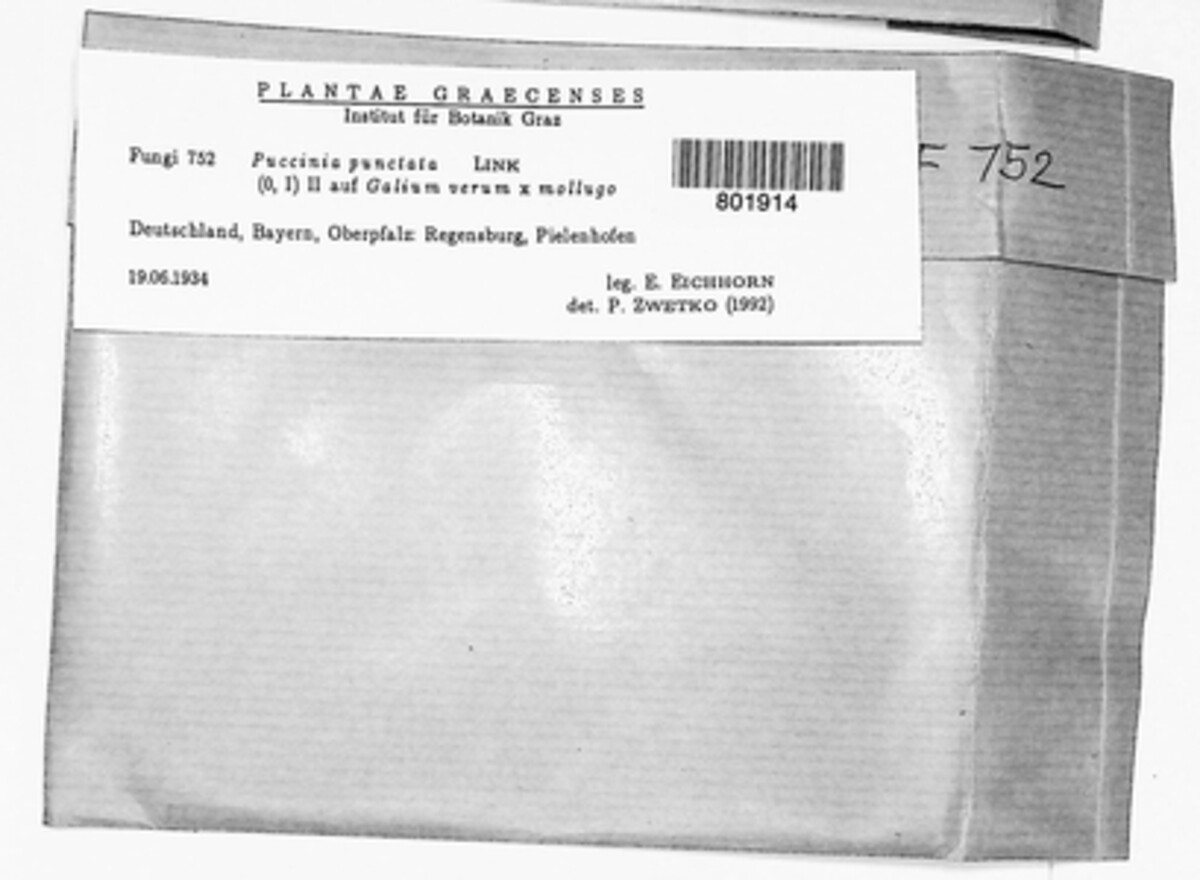 PLANTAE GRAECENSES
Institut für Botanik Graz
Fungi 752 Puccinia punctata LINK
(0, I) II auf Galium verum x mollugo
801914
F 752
Deutschland, Bayern, Oberpfalz: Regensburg, Pielenhofen
19.06.1934 leg. E. EICHHORN
det. P. ZWETKO (1992)